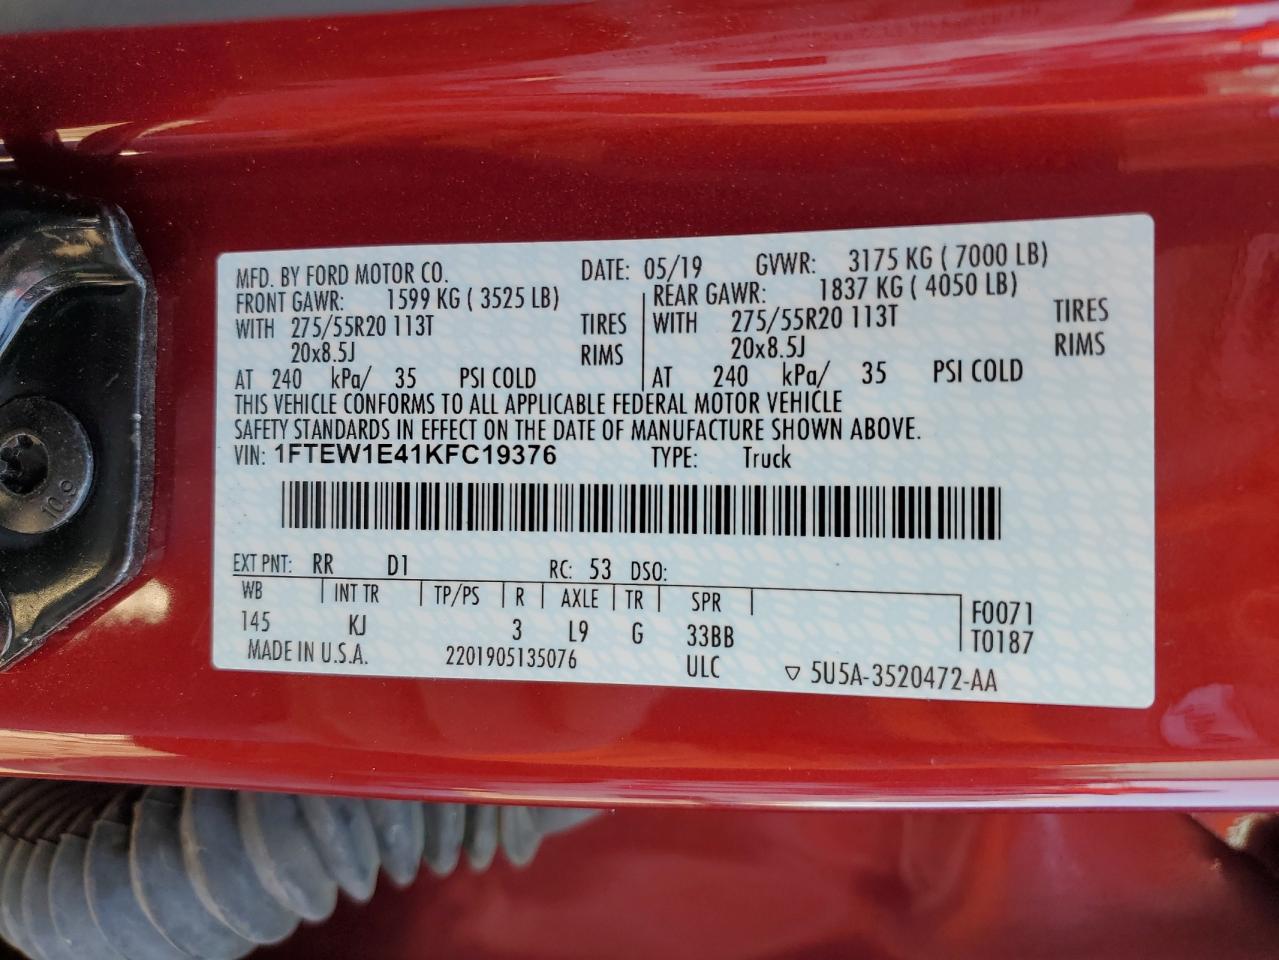 MFD. BY FORD MOTOR CO. DATE: 05/19 GVWR: 3175 KG ( 7000 LB)
FRONT GAWR: 1599 KG ( 3525 LB) REAR GAWR: 1837 KG ( 4050 LB)
WITH 275/55R20 113T TIRES WITH 275/55R20 113T TIRES
20x8.5J RIMS 20x8.5J RIMS
AT 240 kPa/ 35 PSI COLD AT 240 kPa/ 35 PSI COLD
THIS VEHICLE CONFORMS TO ALL APPLICABLE FEDERAL MOTOR VEHICLE
SAFETY STANDARDS IN EFFECT ON THE DATE OF MANUFACTURE SHOWN ABOVE.
VIN: 1FTEW1E41KFC19376 TYPE: Truck
EXT PNT: RR D1 RC: 53 DSO:
WB INT TR TP/PS R AXLE TR SPR F0071
145 KJ 3 L9 G 33BB T0187
MADE IN U.S.A. 2201905135076 ULC ▽ 5U5A-3520472-AA
10.9